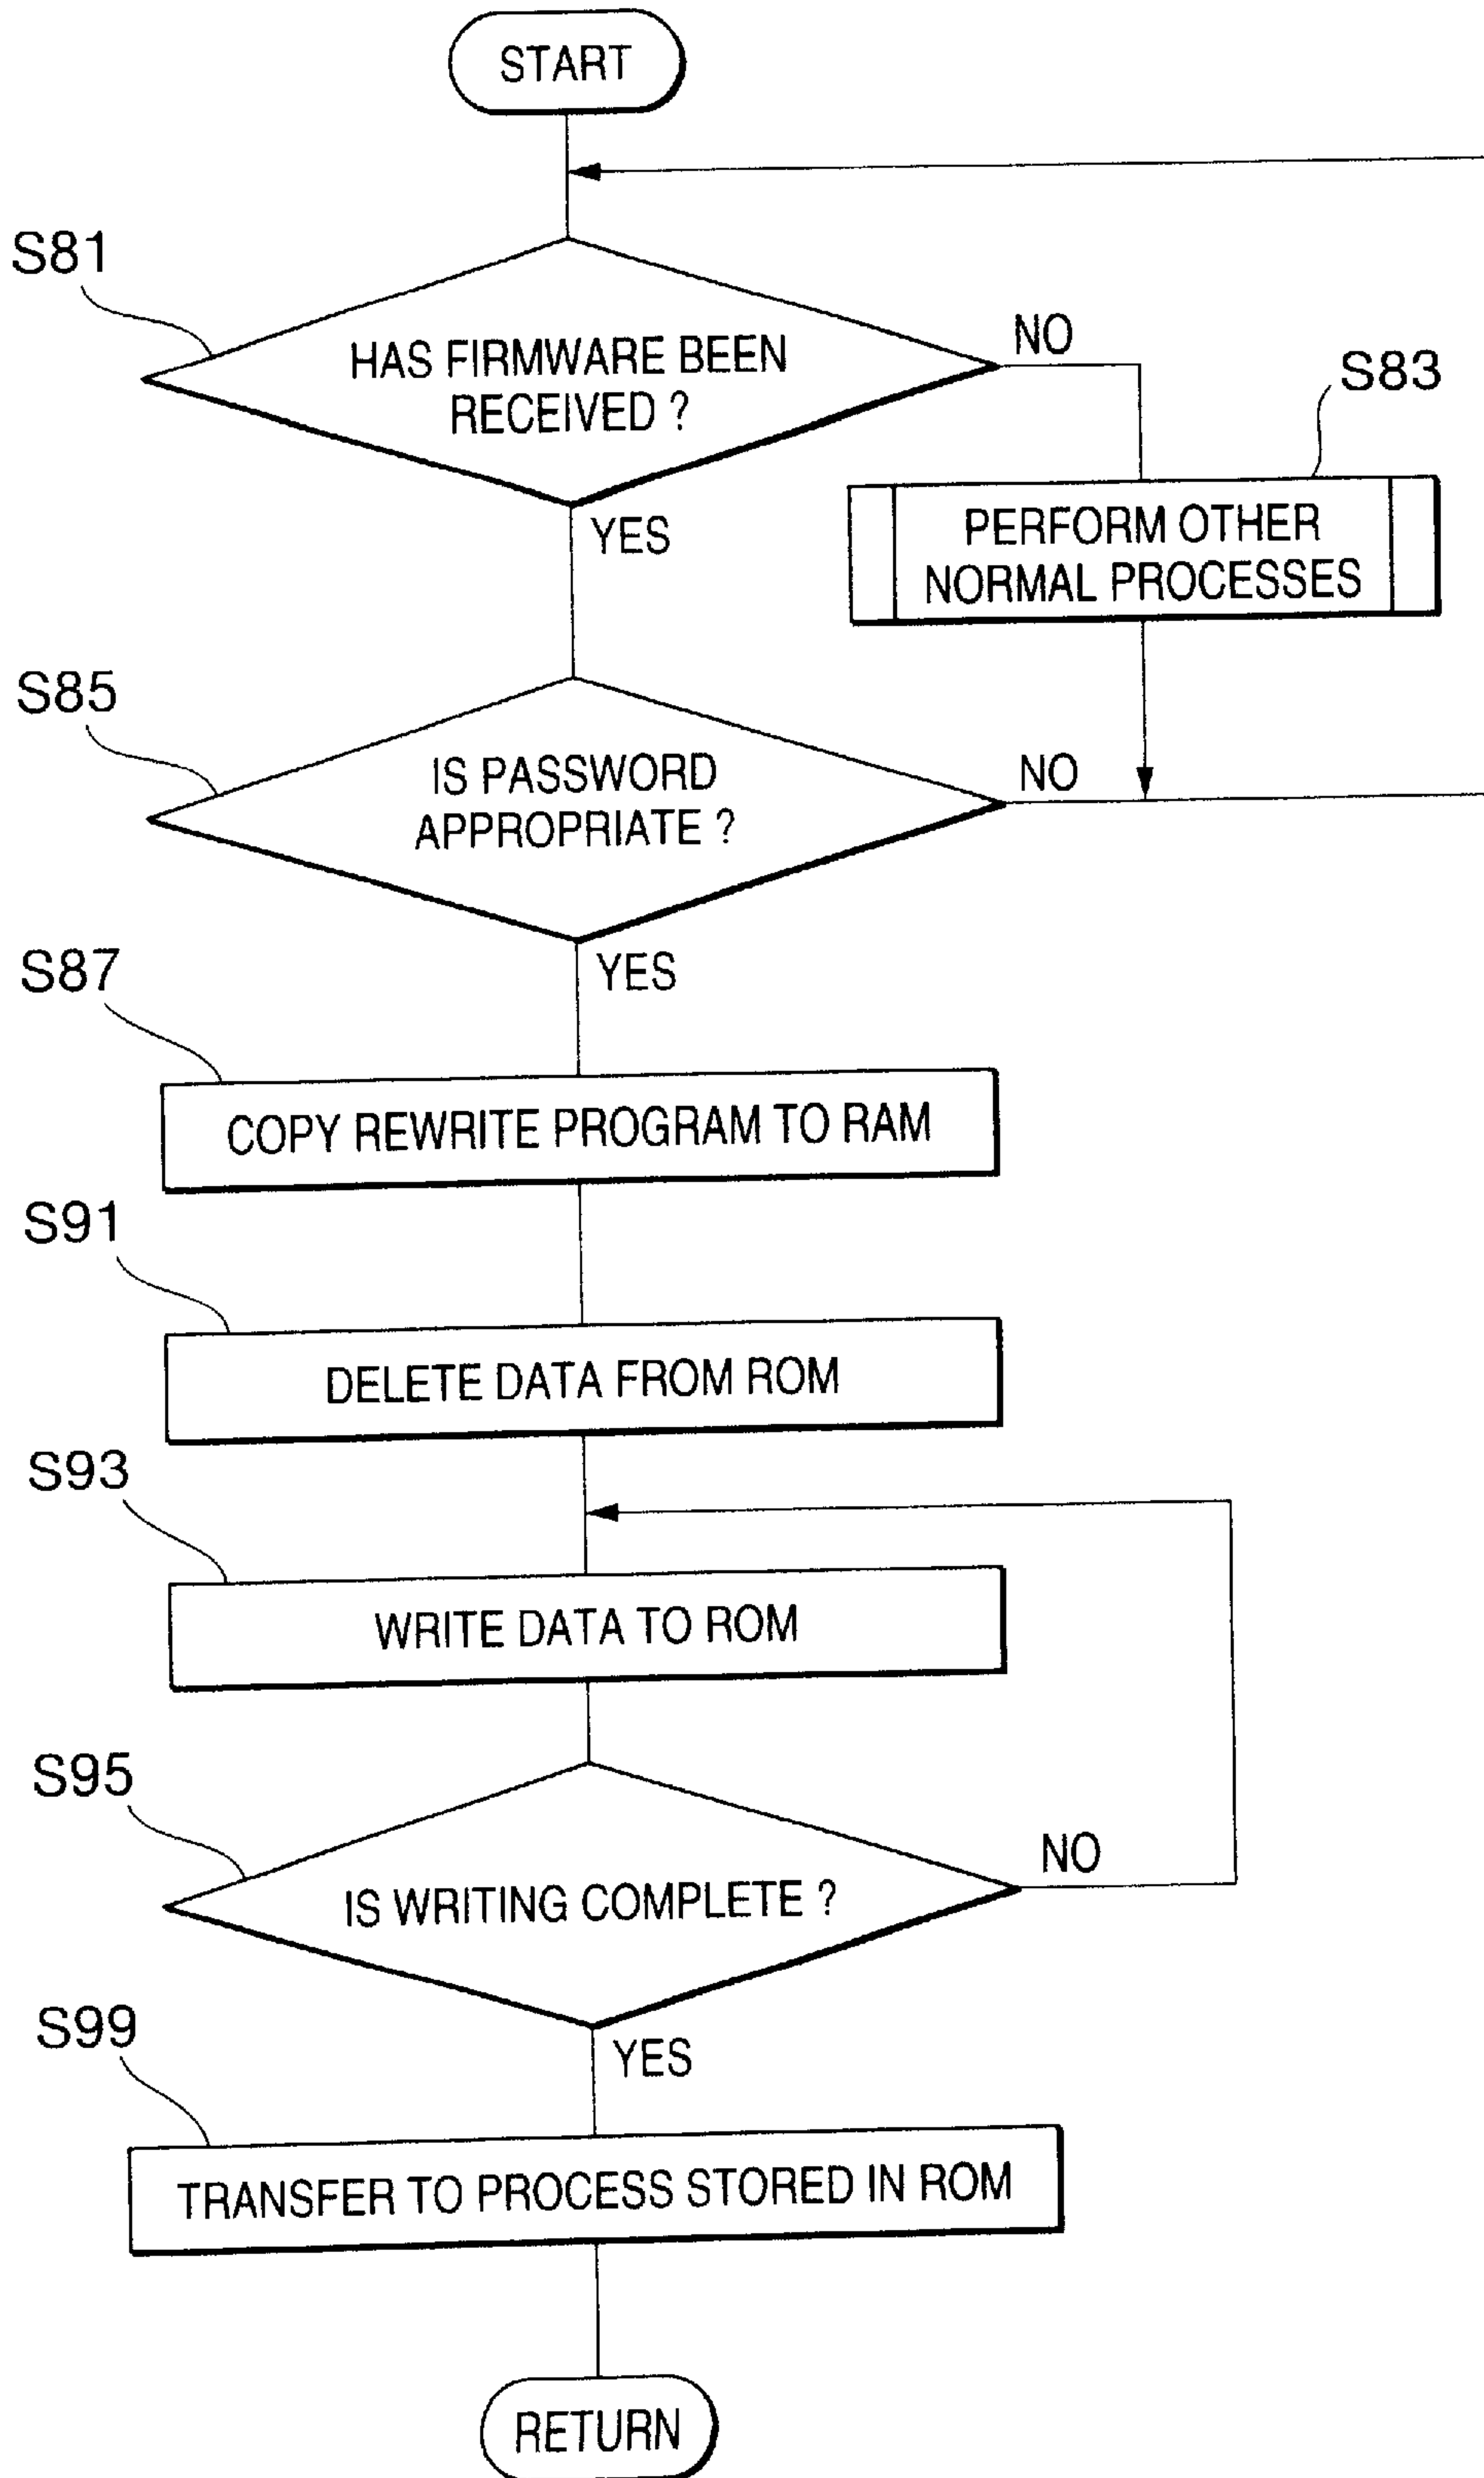 START
S81
HAS FIRMWARE BEEN
RECEIVED ?
NO
S83
YES
PERFORM OTHER
NORMAL PROCESSES
S85
IS PASSWORD
APPROPRIATE ?
NO
YES
S87
COPY REWRITE PROGRAM TO RAM
S91
DELETE DATA FROM ROM
S93
WRITE DATA TO ROM
S95
IS WRITING COMPLETE ?
NO
YES
S99
TRANSFER TO PROCESS STORED IN ROM
RETURN